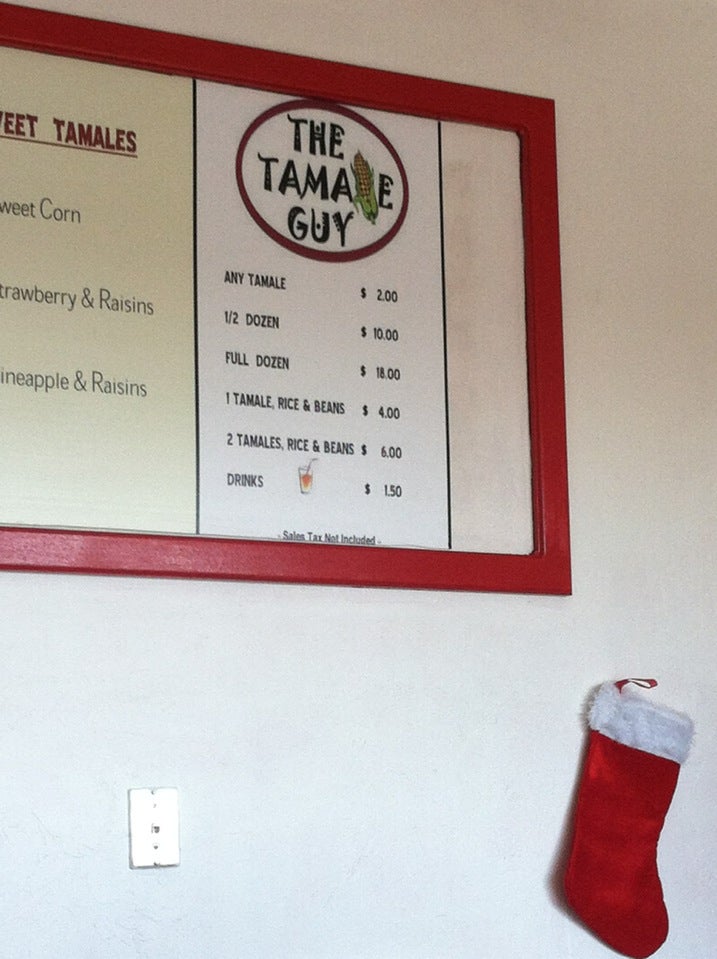 EET TAMALES
weet Corn
trawberry & Raisins
ineapple & Raisins
THE
TAMALE
GUY
ANY TAMALE $ 2.00
1/2 DOZEN $ 10.00
FULL DOZEN $ 18.00
1 TAMALE, RICE & BEANS $ 4.00
2 TAMALES, RICE & BEANS $ 6.00
DRINKS $ 1.50
- Sales Tax Not Included -